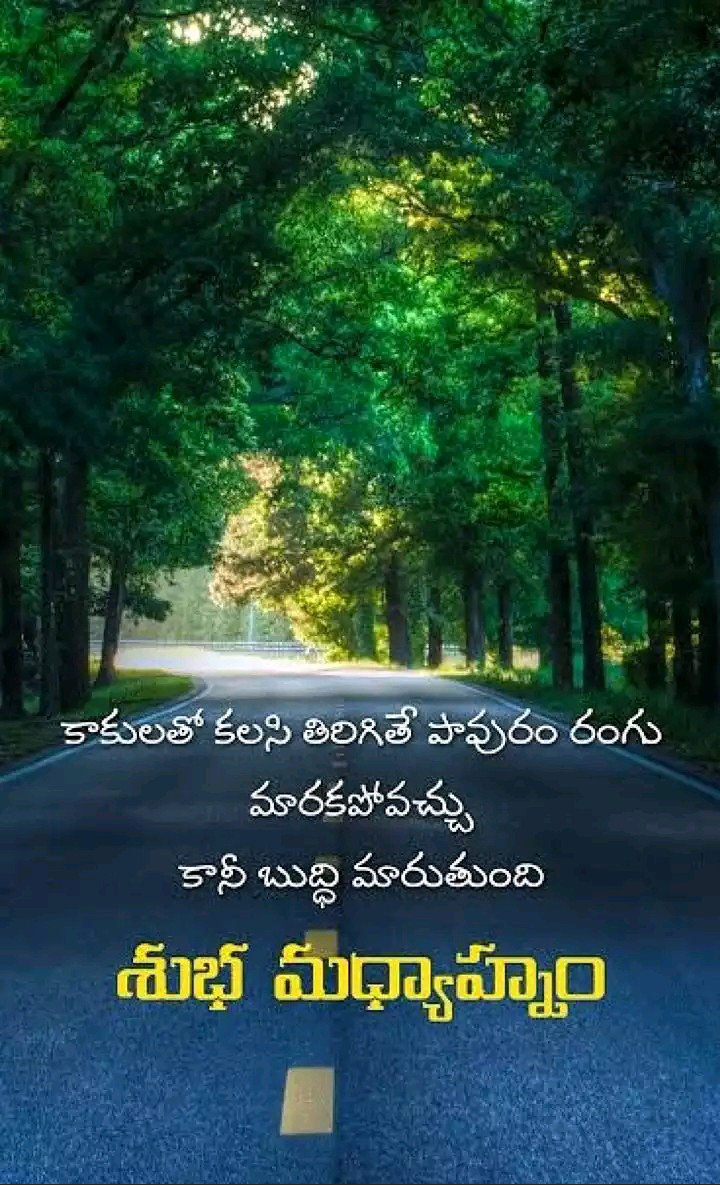 కాకులతో కలసి తిరిగితే పావురం రంగు
మారకపోవచ్చు
కానీ బుద్ధి మారుతుంది
శుభ మధ్యాహ్నం